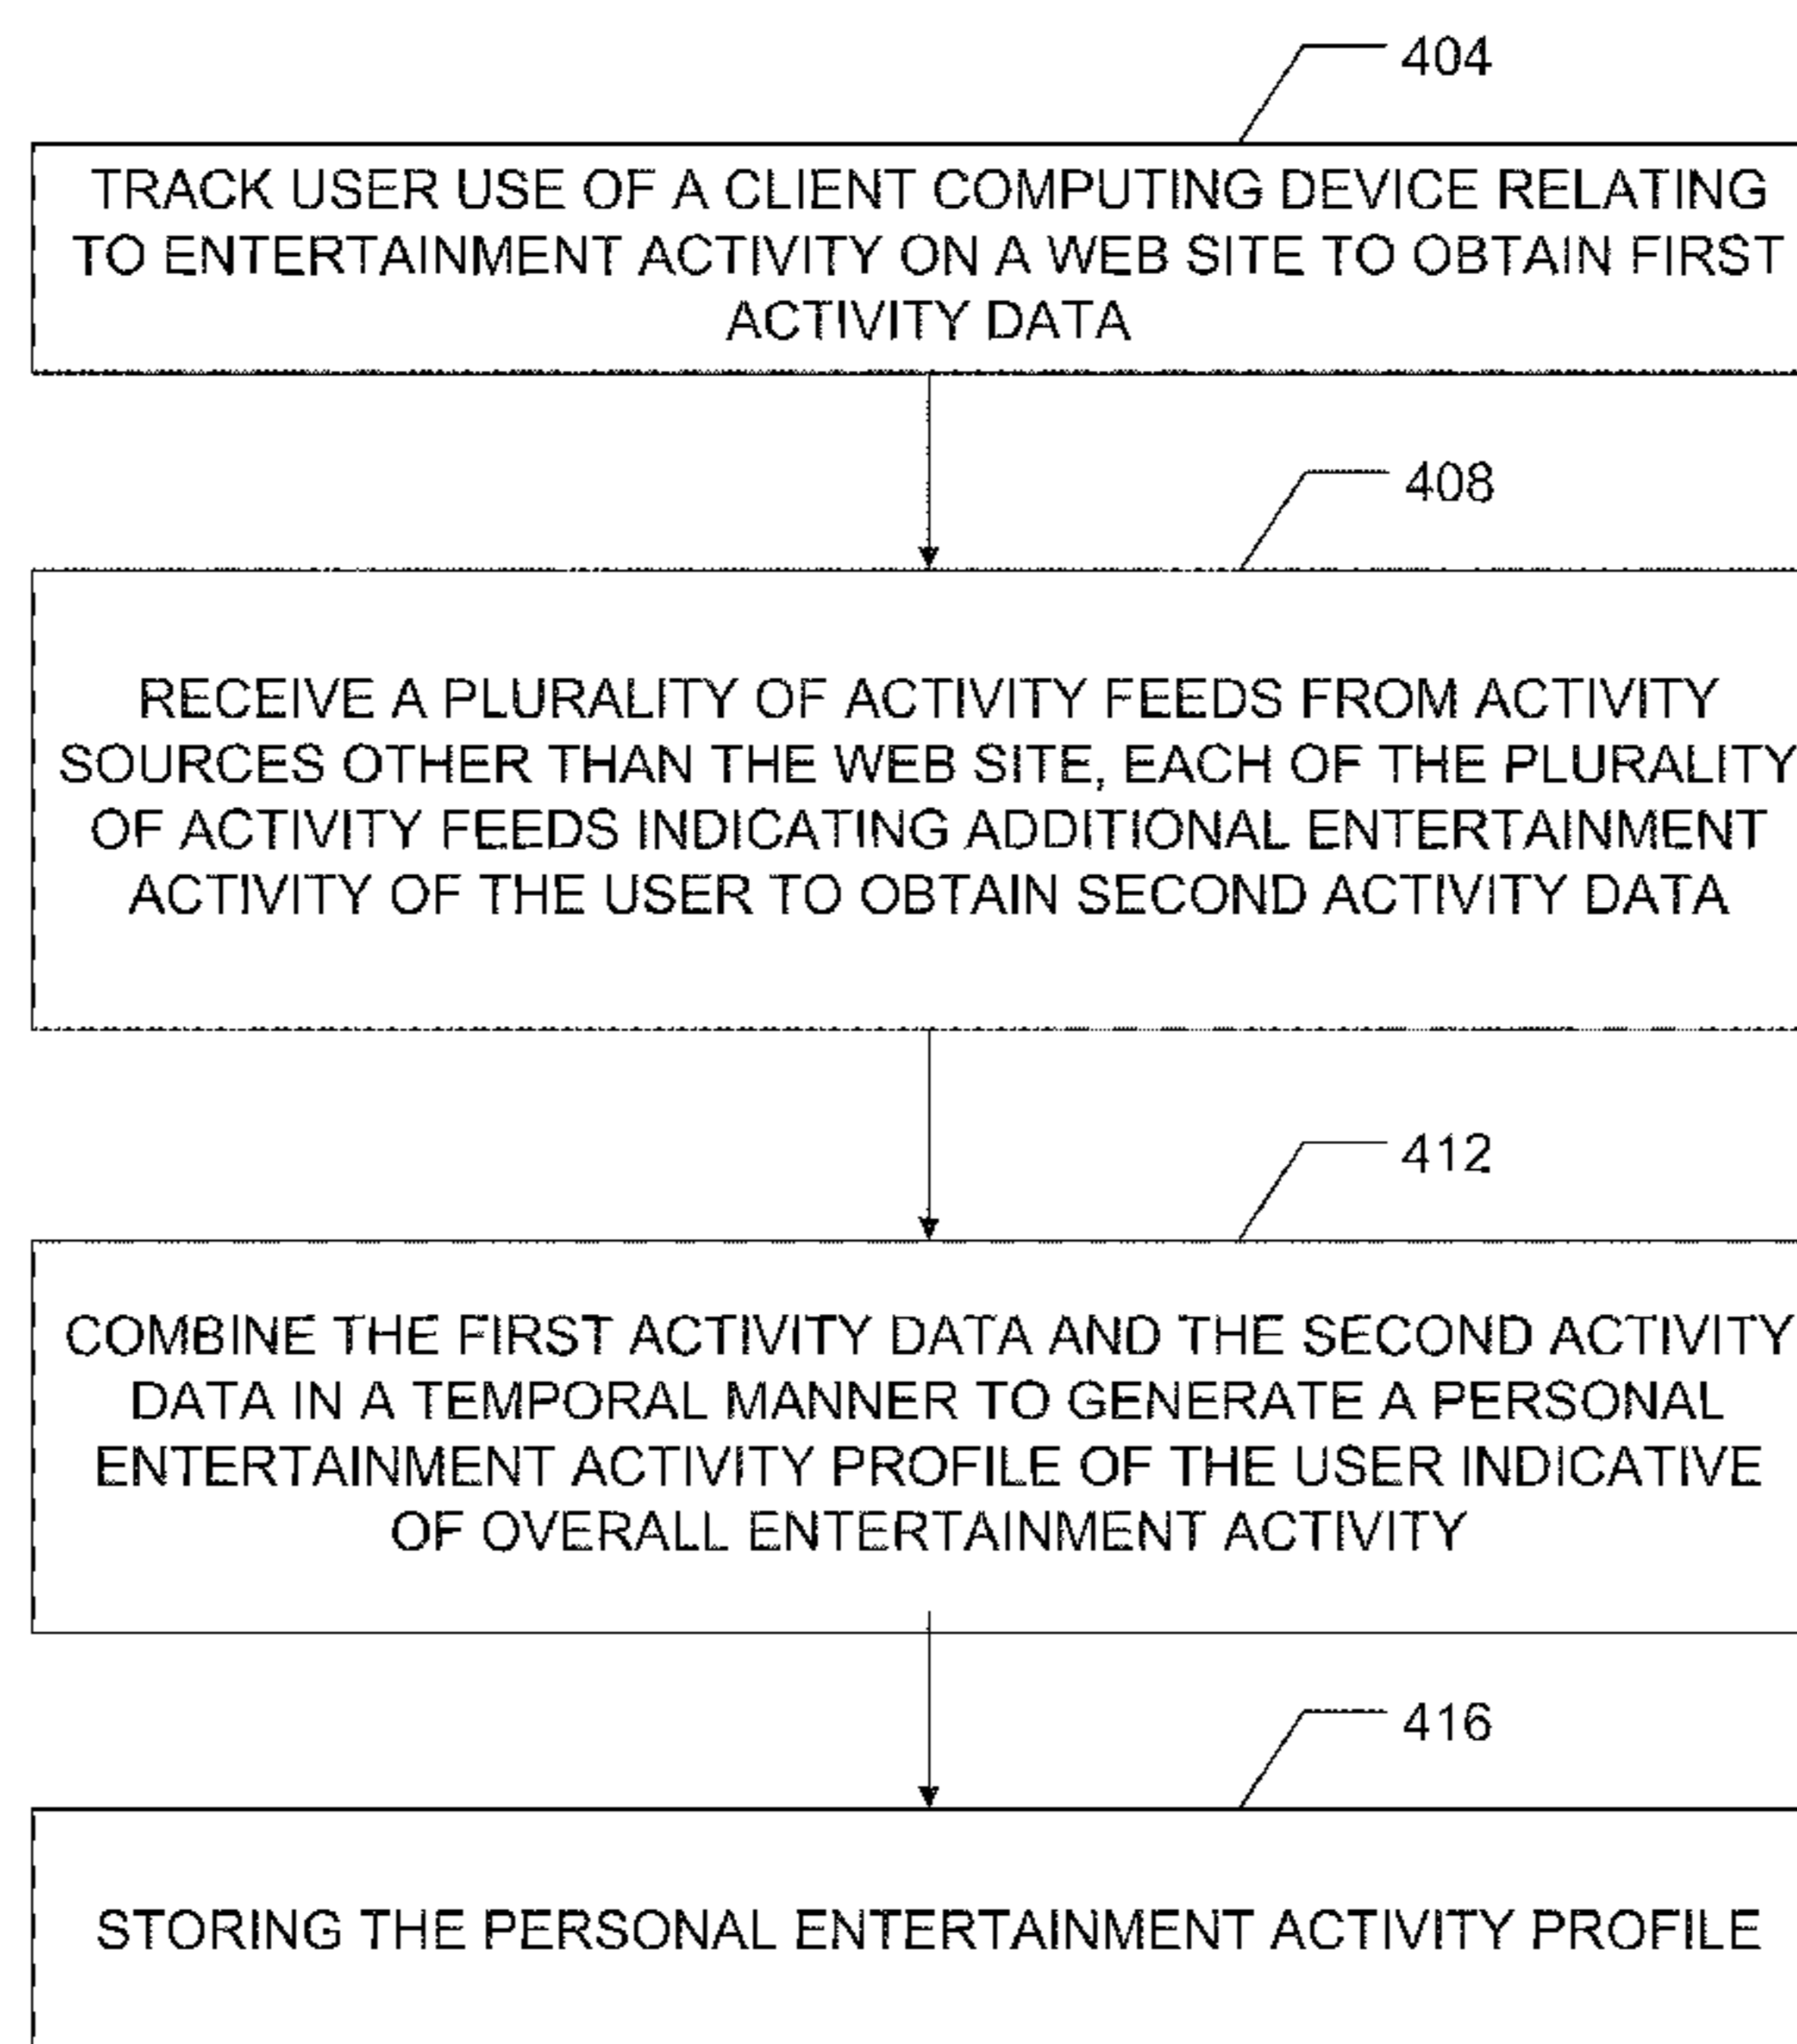 404
TRACK USER USE OF A CLIENT COMPUTING DEVICE RELATING
TO ENTERTAINMENT ACTIVITY ON A WEB SITE TO OBTAIN FIRST
ACTIVITY DATA
408
RECEIVE A PLURALITY OF ACTIVITY FEEDS FROM ACTIVITY
SOURCES OTHER THAN THE WEB SITE, EACH OF THE PLURALITY
OF ACTIVITY FEEDS INDICATING ADDITIONAL ENTERTAINMENT
ACTIVITY OF THE USER TO OBTAIN SECOND ACTIVITY DATA
412
COMBINE THE FIRST ACTIVITY DATA AND THE SECOND ACTIVITY
DATA IN A TEMPORAL MANNER TO GENERATE A PERSONAL
ENTERTAINMENT ACTIVITY PROFILE OF THE USER INDICATIVE
OF OVERALL ENTERTAINMENT ACTIVITY
416
STORING THE PERSONAL ENTERTAINMENT ACTIVITY PROFILE